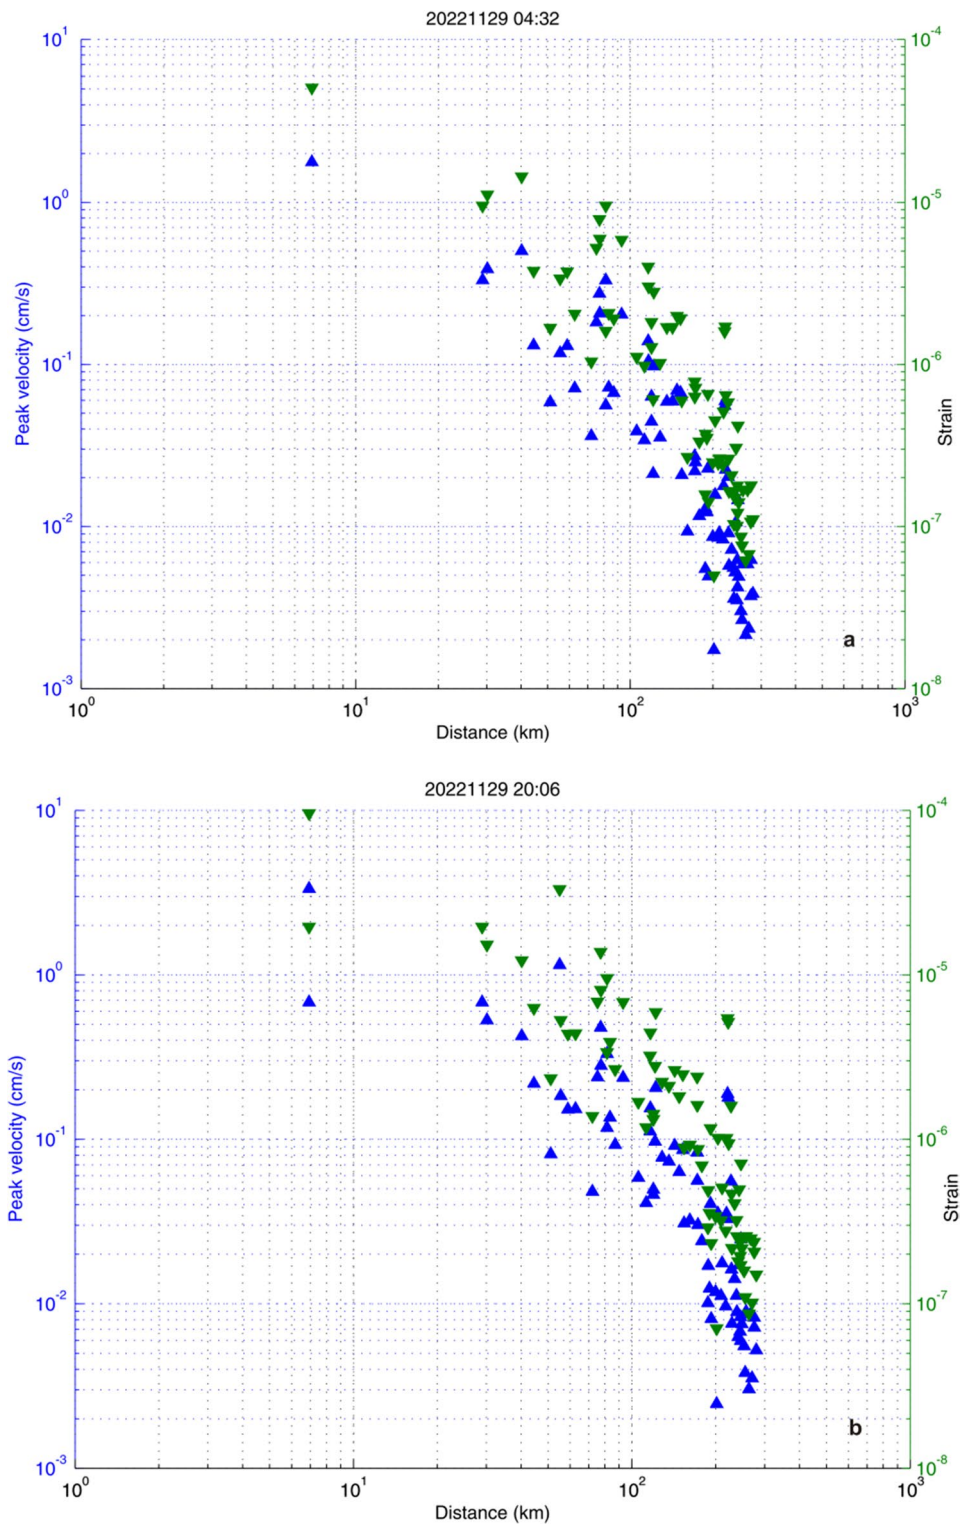 20221129 04:32
10^1
10^0
10^-1
10^-2
10^-3
Peak velocity (cm/s)
10^-4
10^-5
10^-6
10^-7
10^-8
Strain
a
10^0 10^1 10^2 10^3
Distance (km)
20221129 20:06
10^1
10^0
10^-1
10^-2
10^-3
Peak velocity (cm/s)
10^-4
10^-5
10^-6
10^-7
10^-8
Strain
b
10^0 10^1 10^2 10^3
Distance (km)